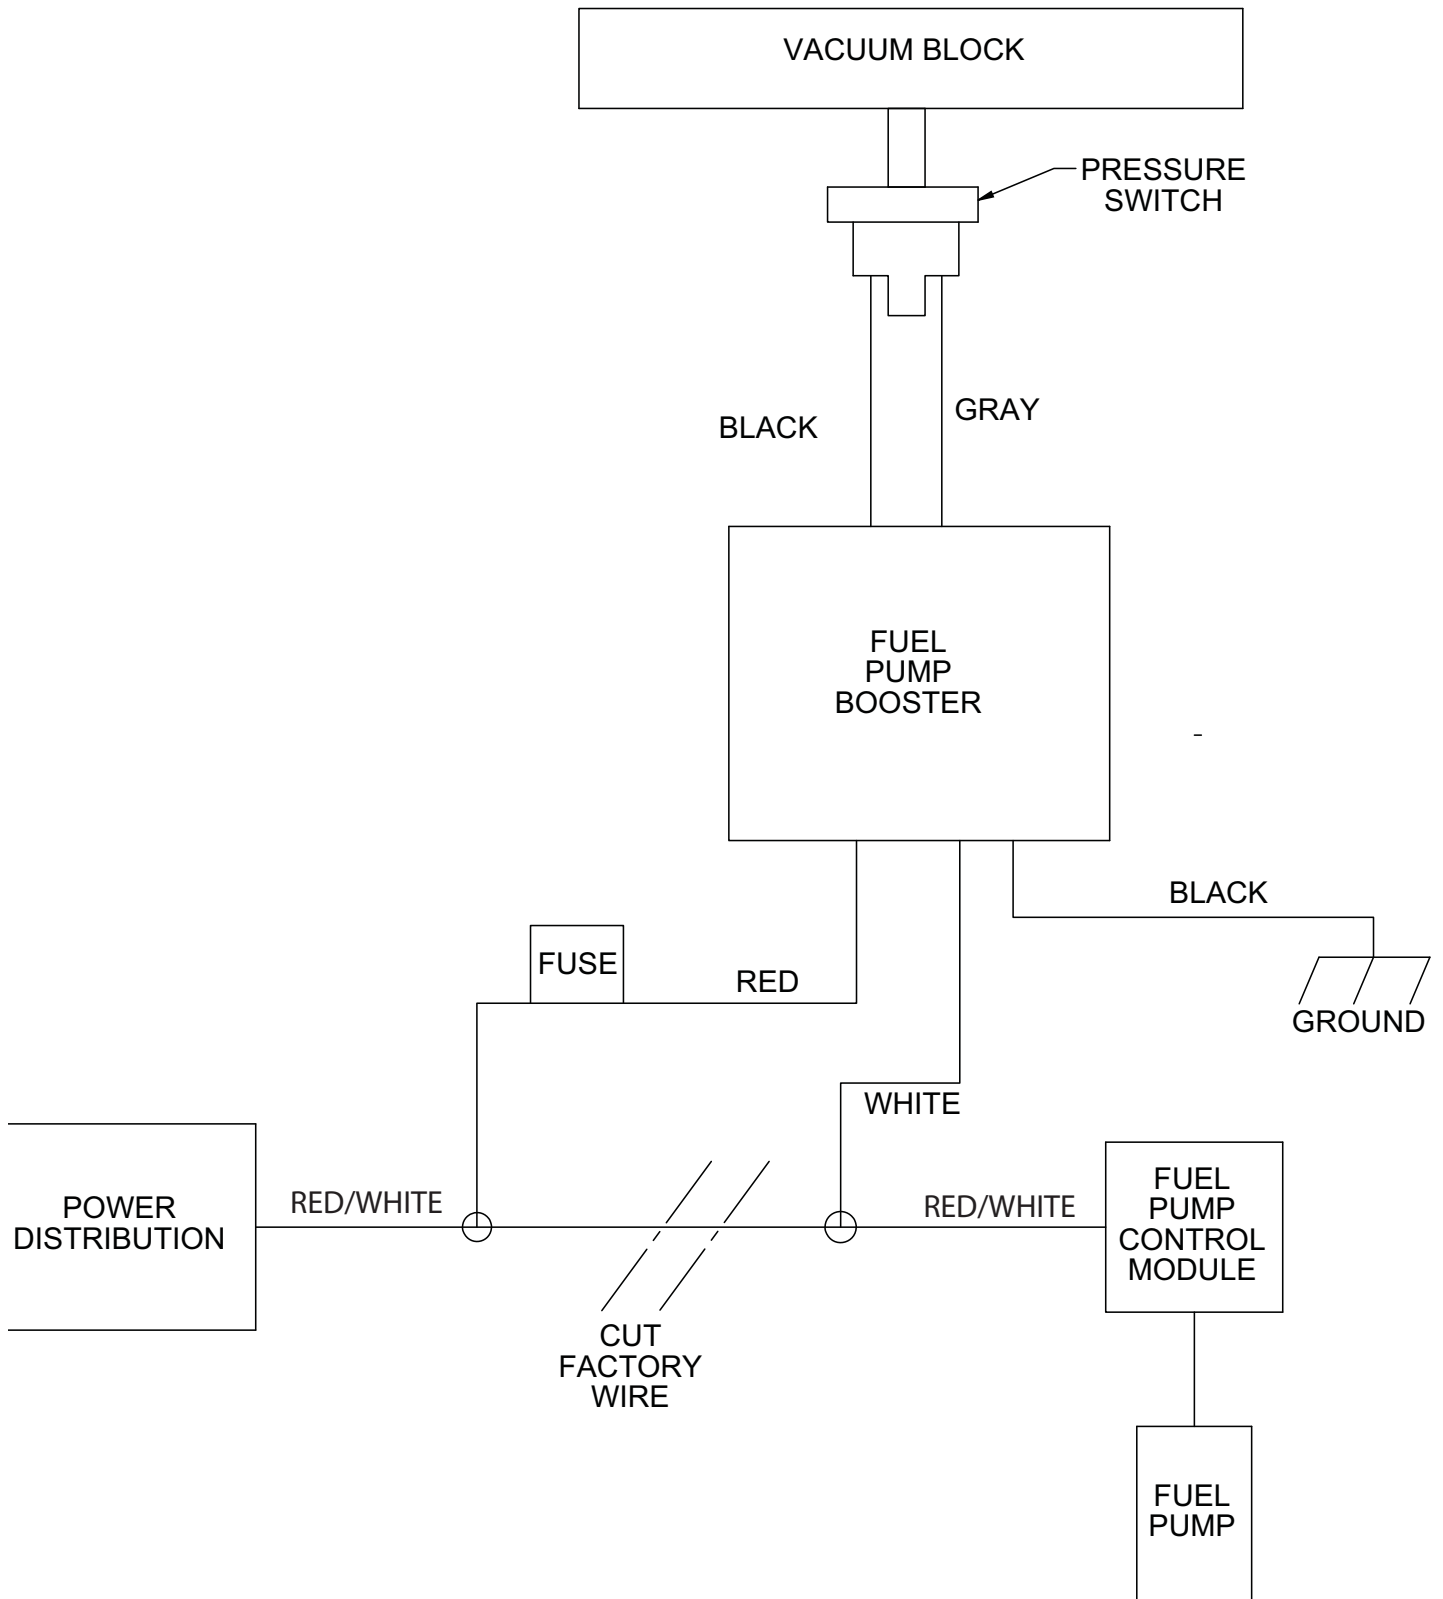 VACUUM BLOCK
PRESSURE
SWITCH
BLACK
GRAY
FUEL
PUMP
BOOSTER
BLACK
FUSE
RED
GROUND
WHITE
POWER
DISTRIBUTION
RED/WHITE
RED/WHITE
FUEL
PUMP
CONTROL
MODULE
CUT
FACTORY
WIRE
FUEL
PUMP